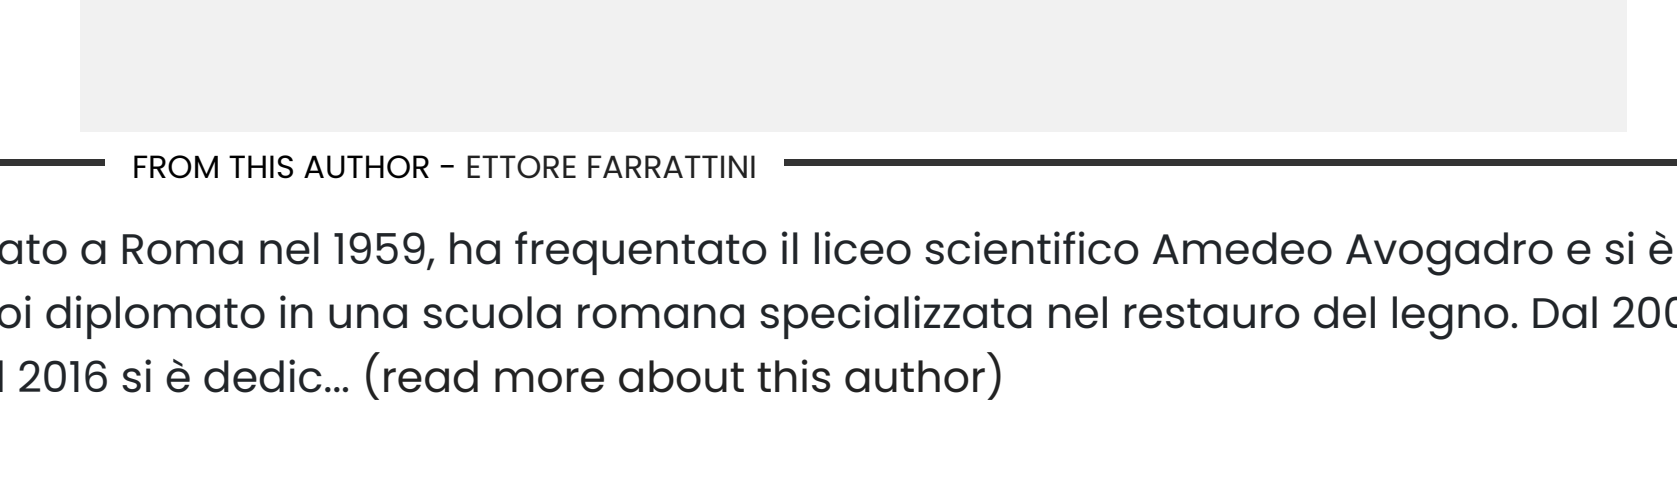 FROM THIS AUTHOR - ETTORE FARRATTINI
ato a Roma nel 1959, ha frequentato il liceo scientifico Amedeo Avogadro e si è
oi diplomato in una scuola romana specializzata nel restauro del legno. Dal 200
l 2016 si è dedic... (read more about this author)